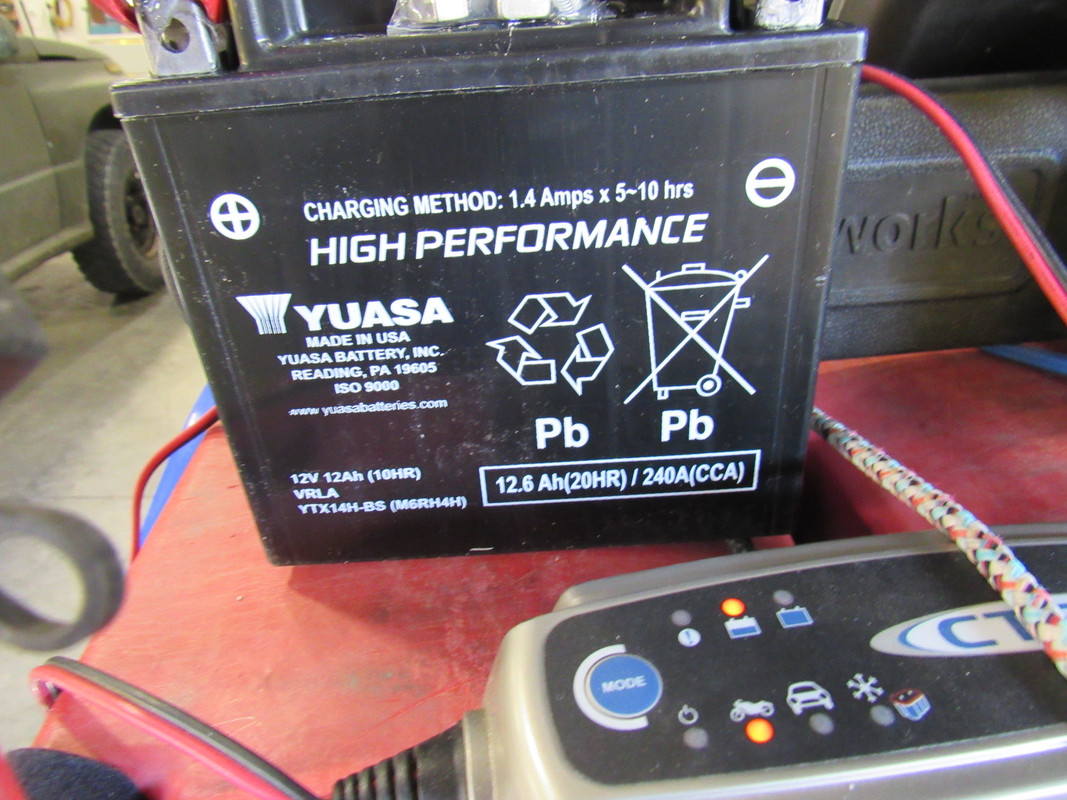 CHARGING METHOD: 1.4 Amps x 5~10 hrs
HIGH PERFORMANCE
YUASA
MADE IN USA
YUASA BATTERY, INC.
READING, PA 19605
ISO 9000
www.yuasabatteries.com
Pb
Pb
12V 12Ah (10HR)
VRLA
YTX14H-BS (M6RH4H)
12.6 Ah(20HR) / 240A(CCA)
works
MODE
CT